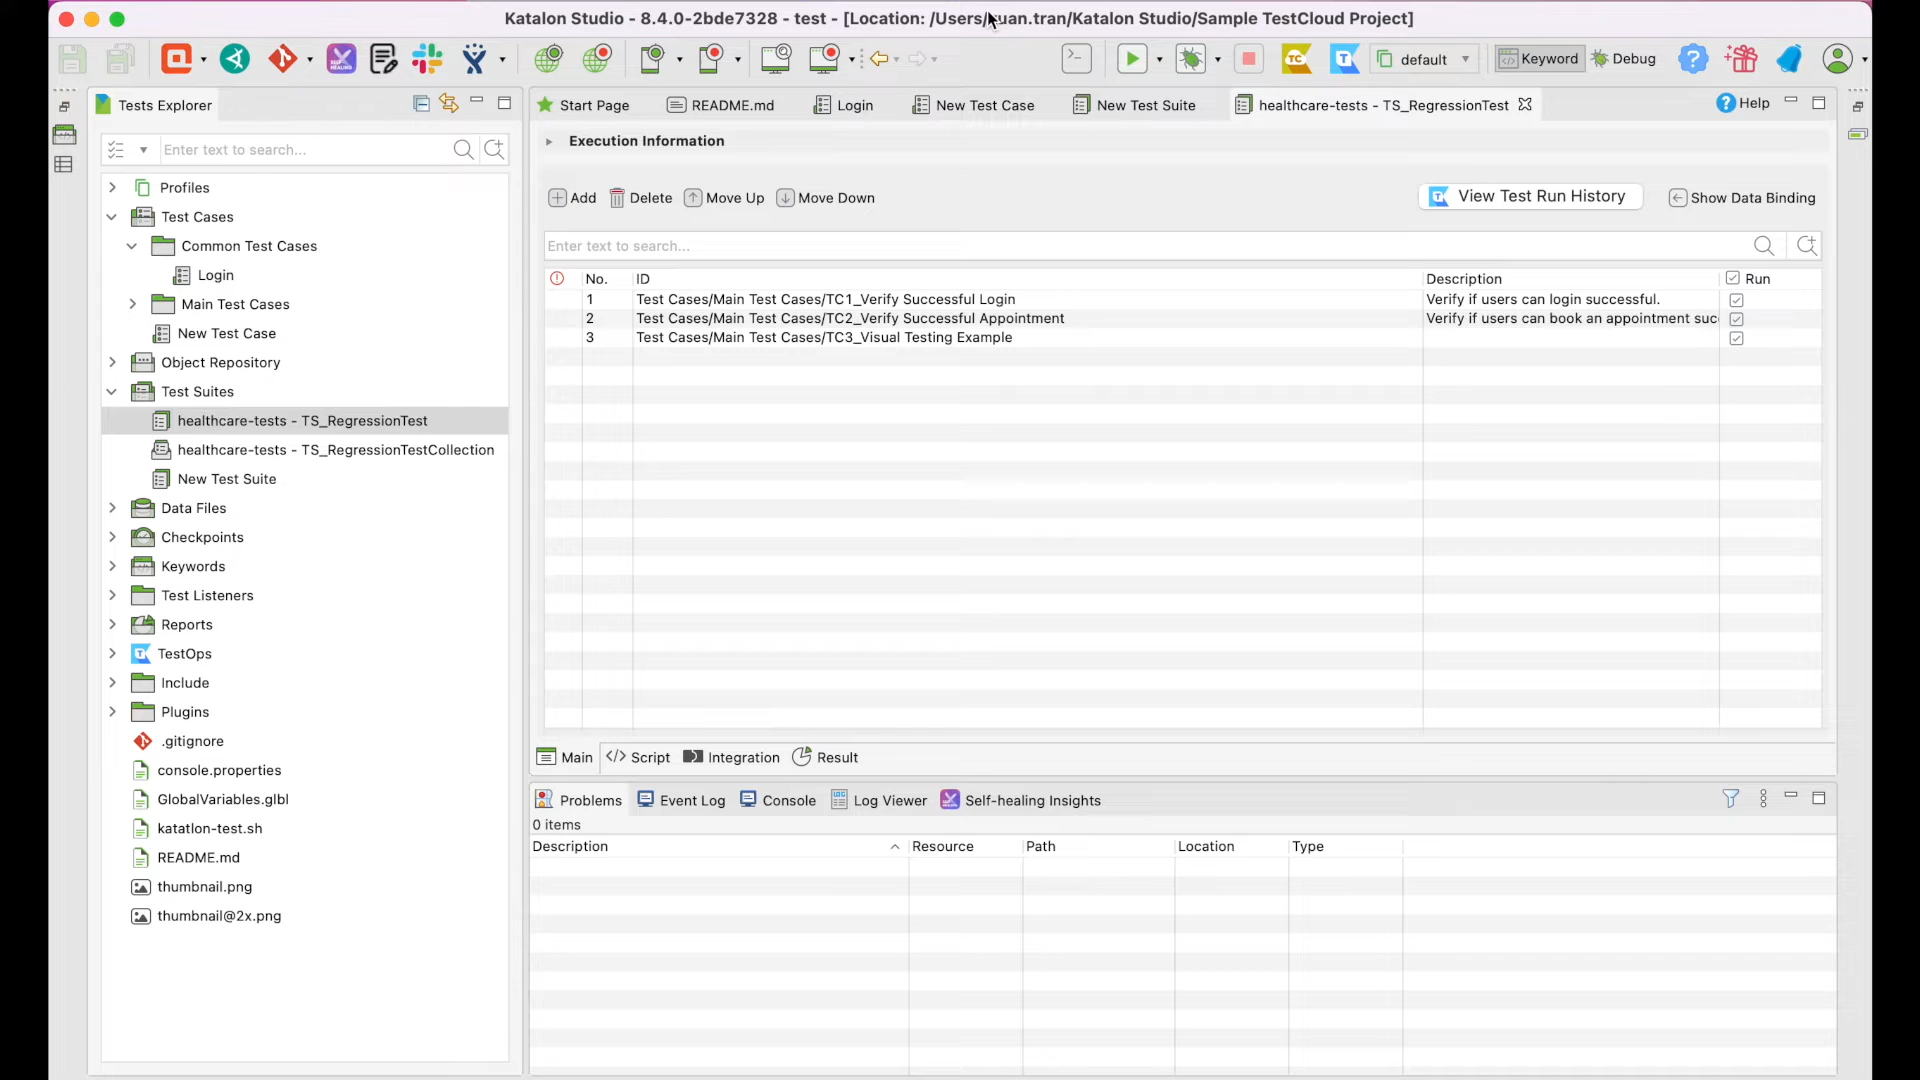 Katalon Studio - 8.4.0-2bde7328 - test - [Location: /Users/ uan.tran/Katalon Studio/Sample TestCloud Project]
SELF HEALING
TC
T
default
Keyword
Debug
Tests Explorer
Start Page
README.md
Login
New Test Case
New Test Suite
healthcare-tests - TS_RegressionTest
Help
Enter text to search...
Execution Information
Profiles
Test Cases
Common Test Cases
Login
Main Test Cases
New Test Case
Object Repository
Test Suites
healthcare-tests - TS_RegressionTest
healthcare-tests - TS_RegressionTestCollection
New Test Suite
Data Files
Checkpoints
Keywords
Test Listeners
Reports
TestOps
Include
Plugins
.gitignore
console.properties
GlobalVariables.glbl
katatlon-test.sh
README.md
thumbnail.png
thumbnail@2x.png
Add
Delete
Move Up
Move Down
View Test Run History
Show Data Binding
Enter text to search...
No. ID Description Run
1 Test Cases/Main Test Cases/TC1_Verify Successful Login Verify if users can login successful.
2 Test Cases/Main Test Cases/TC2_Verify Successful Appointment Verify if users can book an appointment suc
3 Test Cases/Main Test Cases/TC3_Visual Testing Example
Main
Script
Integration
Result
Problems
Event Log
Console
Log Viewer
Self-healing Insights
0 items
Description Resource Path Location Type